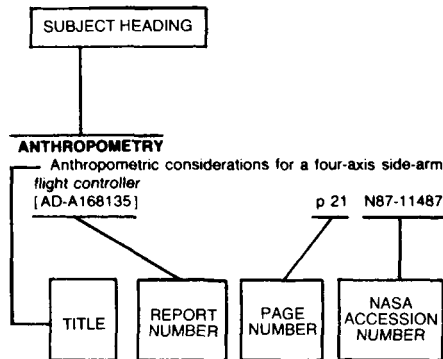 SUBJECT HEADING
ANTHROPOMETRY
Anthropometric considerations for a four-axis side-arm
flight controller
[AD-A168135] p 21 N87-11487
TITLE
REPORT
NUMBER
PAGE
NUMBER
NASA
ACCESSION
NUMBER